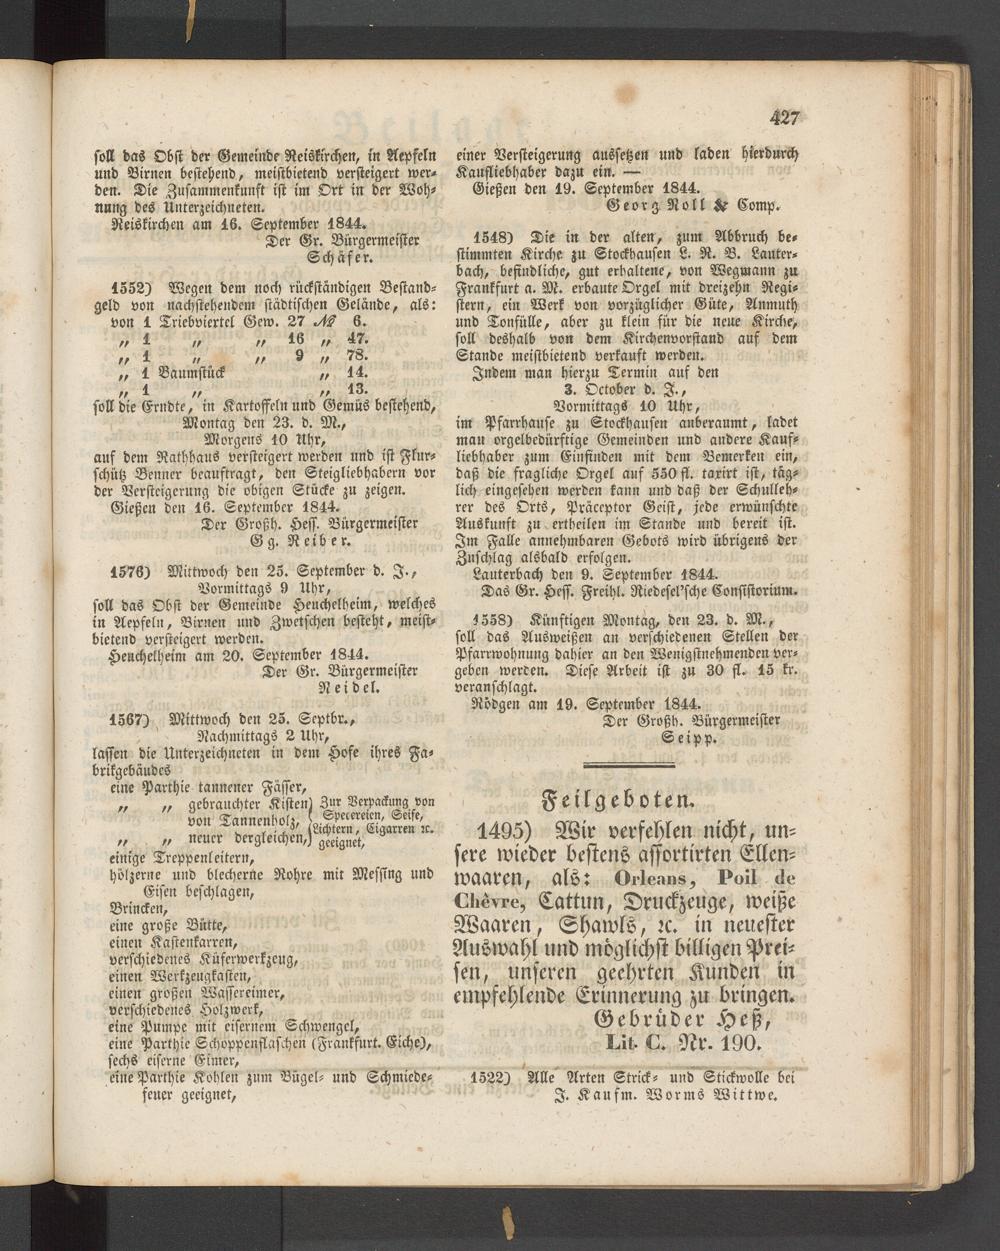 427
soll das Obst der Gemeinde Reiskirchen, in Aepfeln
und Birnen bestehend, meistbietend versteigert wer-
den. Die Zusammenkunft ist im Ort in der Woh-
nung des Unterzeichneten.
Reiskirchen am 16. September 1844.
Der Gr. Bürgermeister
Schäfer.
1552) Wegen dem noch rückständigen Bestand-
geld von nachstehendem städtischen Gelände, als:
von 1 Triebviertel Gew. 27 № 6.
„ 1 „ „ 16 „ 47.
„ 1 „ „ 9 „ 78.
„ 1 Baumstück „ 14.
„ 1 „ „ 13.
soll die Erndte, in Kartoffeln und Gemüs bestehend,
Montag den 23. d. M.,
Morgens 10 Uhr,
auf dem Rathhaus versteigert werden und ist Flur-
schütz Benner beauftragt, den Steigliebhabern vor
der Versteigerung die obigen Stücke zu zeigen.
Gießen den 16. September 1844.
Der Großh. Hess. Bürgermeister
Gg. Reiber.
1576) Mittwoch den 25. September d. J.,
Vormittags 9 Uhr,
soll das Obst der Gemeinde Heuchelheim, welches
in Aepfeln, Birnen und Zwetschen besteht, meist-
bietend versteigert werden.
Heuchelheim am 20. September 1844.
Der Gr. Bürgermeister
Reidel.
1567) Mittwoch den 25. Septbr.,
Nachmittags 2 Uhr,
lassen die Unterzeichneten in dem Hofe ihres Fa-
brikgebäudes
eine Parthie tannener Fässer,
„ „ gebrauchter Kisten von Tannenholz,
„ „ neuer dergleichen,
Zur Verpackung von
Specereien, Seife,
Lichtern, Cigarren ꝛc.
geeignet,
einige Treppenleitern,
hölzerne und blecherne Rohre mit Messing und
Eisen beschlagen,
Brincken,
eine große Bütte,
einen Kastenkarren,
verschiedenes Küferwerkzeug,
einen Werkzeugkasten,
einen großen Wassereimer,
verschiedenes Holzwerk,
eine Pumpe mit eisernem Schwengel,
eine Parthie Schoppenflaschen (Frankfurt. Eiche),
sechs eiserne Eimer,
eine Parthie Kohlen zum Bügel- und Schmiede-
feuer geeignet,
einer Versteigerung aussetzen und laden hierdurch
Kaufliebhaber dazu ein. —
Gießen den 19. September 1844.
Georg Noll & Comp.
1548) Die in der alten, zum Abbruch be-
stimmten Kirche zu Stockhausen L. R. B. Lauter-
bach, befindliche, gut erhaltene, von Wegmann zu
Frankfurt a. M. erbaute Orgel mit dreizehn Regi-
stern, ein Werk von vorzüglicher Güte, Anmuth
und Tonfülle, aber zu klein für die neue Kirche,
soll deshalb von dem Kirchenvorstand auf dem
Stande meistbietend verkauft werden.
Indem man hierzu Termin auf den
3. October d. J.,
Vormittags 10 Uhr,
im Pfarrhause zu Stockhausen anberaumt, ladet
man orgelbedürftige Gemeinden und andere Kauf-
liebhaber zum Einfinden mit dem Bemerken ein,
daß die fragliche Orgel auf 550 fl. taxirt ist, täg-
lich eingesehen werden kann und daß der Schulleh-
rer des Orts, Präceptor Geist, jede erwünschte
Auskunft zu ertheilen im Stande und bereit ist.
Im Falle annehmbaren Gebots wird übrigens der
Zuschlag alsbald erfolgen.
Lauterbach den 9. September 1844.
Das Gr. Hess. Freihl. Riedesel'sche Consistorium.
1558) Künftigen Montag, den 23. d. M.,
soll das Ausweißen an verschiedenen Stellen der
Pfarrwohnung dahier an den Wenigstnehmenden ver-
geben werden. Diese Arbeit ist zu 30 fl. 15 kr.
veranschlagt.
Rödgen am 19. September 1844.
Der Großh. Bürgermeister
Seipp.
Feilgeboten.
1495) Wir verfehlen nicht, un-
sere wieder bestens assortirten Ellen-
waaren, als: Orleans, Poil de
Chêvre, Cattun, Druckzeuge, weiße
Waaren, Shawls, ꝛc. in neuester
Auswahl und möglichst billigen Prei-
sen, unseren geehrten Kunden in
empfehlende Erinnerung zu bringen.
Gebrüder Heß,
Lit. C. Nr. 190.
1522) Alle Arten Strick- und Stickwolle bei
J. Kaufm. Worms Wittwe.